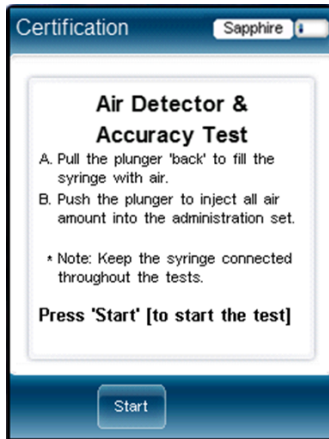 Certification
Sapphire
Air Detector &
Accuracy Test
A. Pull the plunger 'back' to fill the
syringe with air.
B. Push the plunger to inject all air
amount into the administration set.
* Note: Keep the syringe connected
throughout the tests.
Press 'Start' [to start the test]
Start